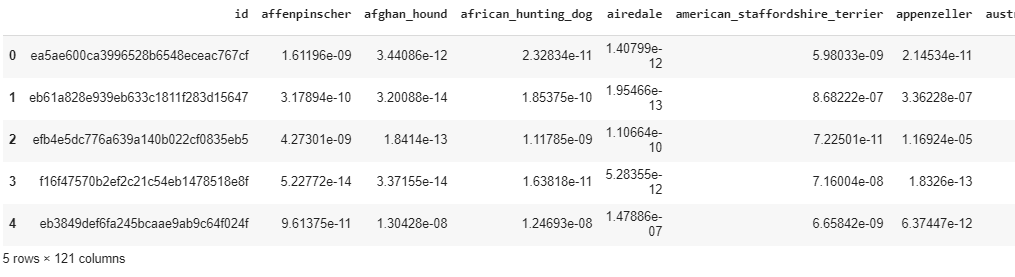 id affenpinscher afghan_hound african_hunting_dog airedale american_staffordshire_terrier appenzeller austr
0 ea5ae600ca3996528b6548eceac767cf 1.61196e-09 3.44086e-12 2.32834e-11 1.40799e-12 5.98033e-09 2.14534e-11
1 eb61a828e939eb633c1811f283d15647 3.17894e-10 3.20088e-14 1.85375e-10 1.95466e-13 8.68222e-07 3.36228e-07
2 efb4e5dc776a639a140b022cf0835eb5 4.27301e-09 1.8414e-13 1.11785e-09 1.10664e-10 7.22501e-11 1.16924e-05
3 f16f47570b2ef2c21c54eb1478518e8f 5.22772e-14 3.37155e-14 1.63818e-11 5.28355e-12 7.16004e-08 1.8326e-13
4 eb3849def6fa245bcaae9ab9c64f024f 9.61375e-11 1.30428e-08 1.24693e-08 1.47886e-07 6.65842e-09 6.37447e-12
5 rows × 121 columns